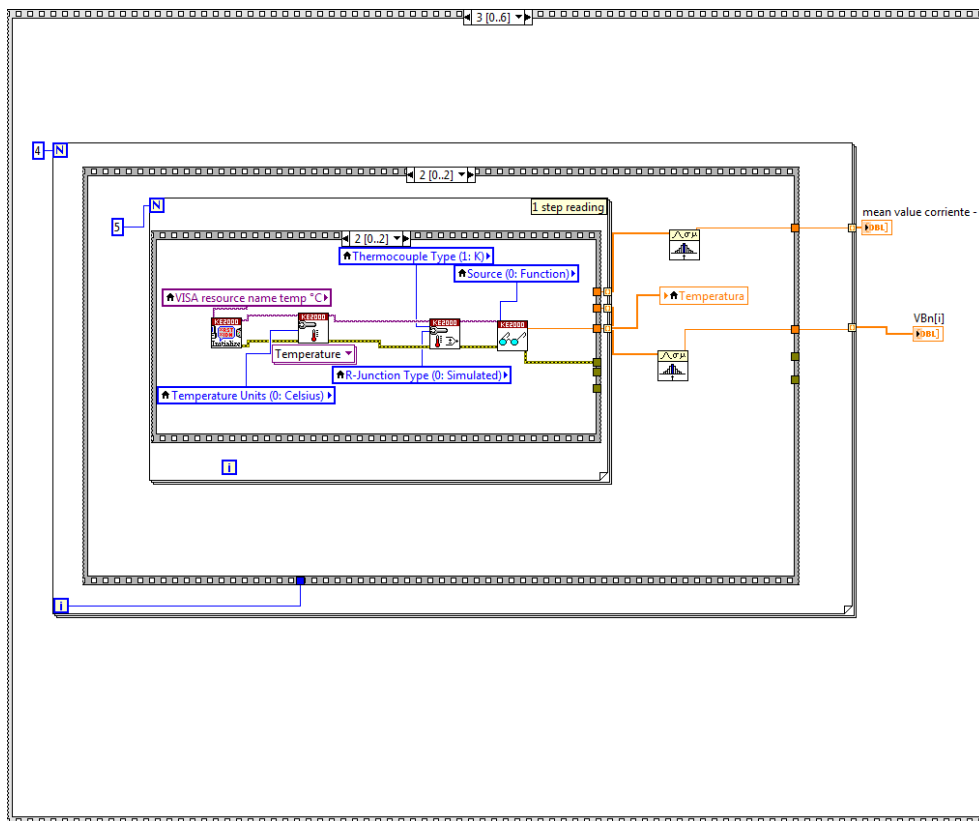 3 [0..6]
4
N
2 [0..2]
N
1 step reading
5
2 [0..2]
Thermocouple Type (1: K)
Source (0: Function)
VISA resource name temp °C
KE2000
Initialize
KE2000
KE2000
KE2000
Temperature
R-Junction Type (0: Simulated)
Temperature Units (0: Celsius)
i
i
mean value corriente -
DBL]
σμ
Temperatura
VBn[i]
DBL]
σμ